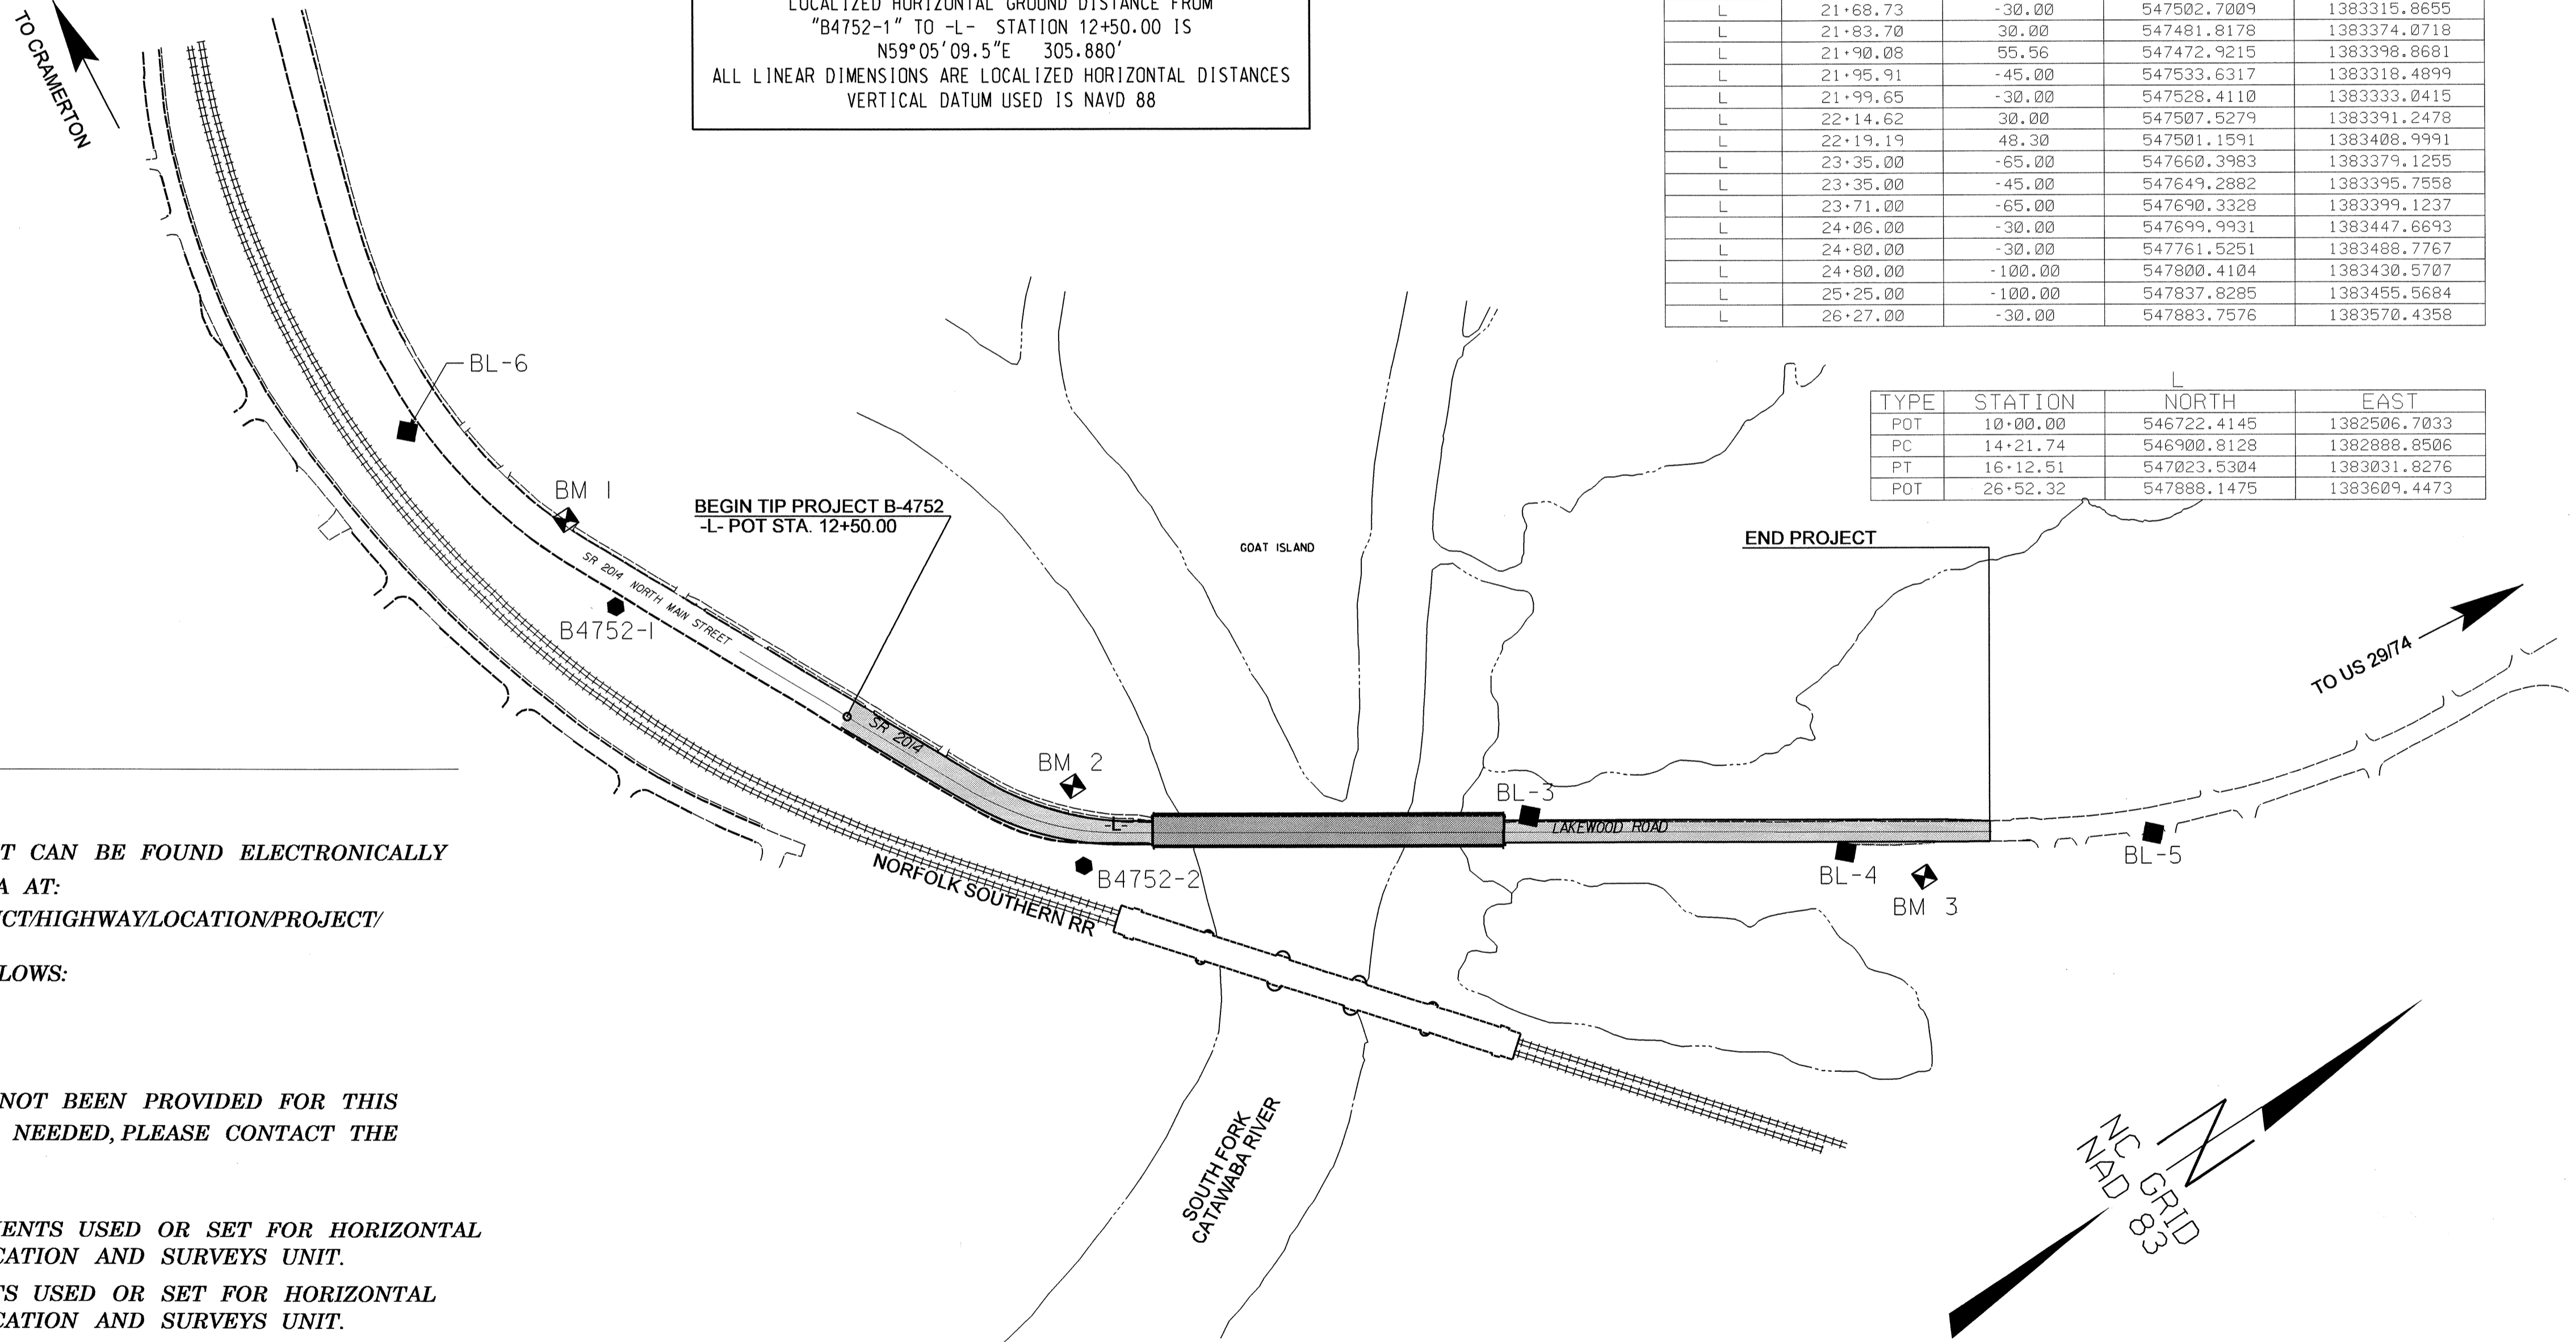 TO CRAMERTON
LOCALIZED HORIZONTAL GROUND DISTANCE FROM
"B4752-1" TO -L- STATION 12+50.00 IS
N59°05'09.5"E 305.880'
ALL LINEAR DIMENSIONS ARE LOCALIZED HORIZONTAL DISTANCES
VERTICAL DATUM USED IS NAVD 88
L 21+68.73 -30.00 547502.7009 1383315.8655
L 21+83.70 30.00 547481.8178 1383374.0718
L 21+90.08 55.56 547472.9215 1383398.8681
L 21+95.91 -45.00 547533.6317 1383318.4899
L 21+99.65 -30.00 547528.4110 1383333.0415
L 22+14.62 30.00 547507.5279 1383391.2478
L 22+19.19 48.30 547501.1591 1383408.9991
L 23+35.00 -65.00 547660.3983 1383379.1255
L 23+35.00 -45.00 547649.2882 1383395.7558
L 23+71.00 -65.00 547690.3328 1383399.1237
L 24+06.00 -30.00 547699.9931 1383447.6693
L 24+80.00 -30.00 547761.5251 1383488.7767
L 24+80.00 -100.00 547800.4104 1383430.5707
L 25+25.00 -100.00 547837.8285 1383455.5684
L 26+27.00 -30.00 547883.7576 1383570.4358
L
TYPE STATION NORTH EAST
POT 10+00.00 546722.4145 1382506.7033
PC 14+21.74 546900.8128 1382888.8506
PT 16+12.51 547023.5304 1383031.8276
POT 26+52.32 547888.1475 1383609.4473
BL-6
BM 1
BEGIN TIP PROJECT B-4752
-L- POT STA. 12+50.00
GOAT ISLAND
END PROJECT
SR 2014 NORTH MAIN STREET
B4752-1
TO US 29/74
SR 2014
BM 2
BL-3
-L-
LAKEWOOD ROAD
BL-5
BL-4
B4752-2
BM 3
NORFOLK SOUTHERN RR
T CAN BE FOUND ELECTRONICALLY
A AT:
CT/HIGHWAY/LOCATION/PROJECT/
LOWS:
NOT BEEN PROVIDED FOR THIS
NEEDED, PLEASE CONTACT THE
ENTS USED OR SET FOR HORIZONTAL
CATION AND SURVEYS UNIT.
TS USED OR SET FOR HORIZONTAL
CATION AND SURVEYS UNIT.
SOUTH FORK
CATAWABA RIVER
N
NC GRID
NAD 83